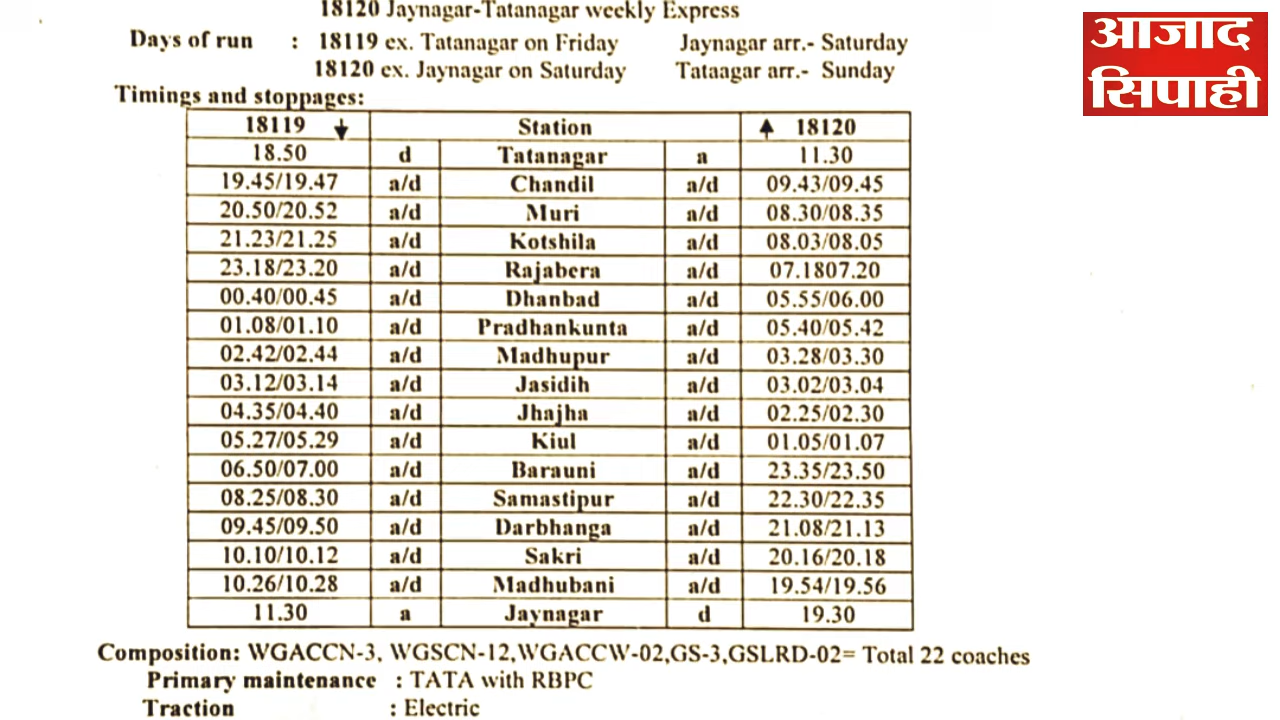 18120 Jaynagar-Tatanagar weekly Express
Days of run : 18119 ex. Tatanagar on Friday Jaynagar arr.- Saturday
18120 ex. Jaynagar on Saturday Tataagar arr.- Sunday
Timings and stoppages:
18119 ↓ Station ↑ 18120
18.50 d Tatanagar a 11.30
19.45/19.47 a/d Chandil a/d 09.43/09.45
20.50/20.52 a/d Muri a/d 08.30/08.35
21.23/21.25 a/d Kotshila a/d 08.03/08.05
23.18/23.20 a/d Rajabera a/d 07.1807.20
00.40/00.45 a/d Dhanbad a/d 05.55/06.00
01.08/01.10 a/d Pradhankunta a/d 05.40/05.42
02.42/02.44 a/d Madhupur a/d 03.28/03.30
03.12/03.14 a/d Jasidih a/d 03.02/03.04
04.35/04.40 a/d Jhajha a/d 02.25/02.30
05.27/05.29 a/d Kiul a/d 01.05/01.07
06.50/07.00 a/d Barauni a/d 23.35/23.50
08.25/08.30 a/d Samastipur a/d 22.30/22.35
09.45/09.50 a/d Darbhanga a/d 21.08/21.13
10.10/10.12 a/d Sakri a/d 20.16/20.18
10.26/10.28 a/d Madhubani a/d 19.54/19.56
11.30 a Jaynagar d 19.30
Composition: WGACCN-3, WGSCN-12,WGACCW-02,GS-3,GSLRD-02= Total 22 coaches
Primary maintenance : TATA with RBPC
Traction : Electric
आजाद
सिपाही